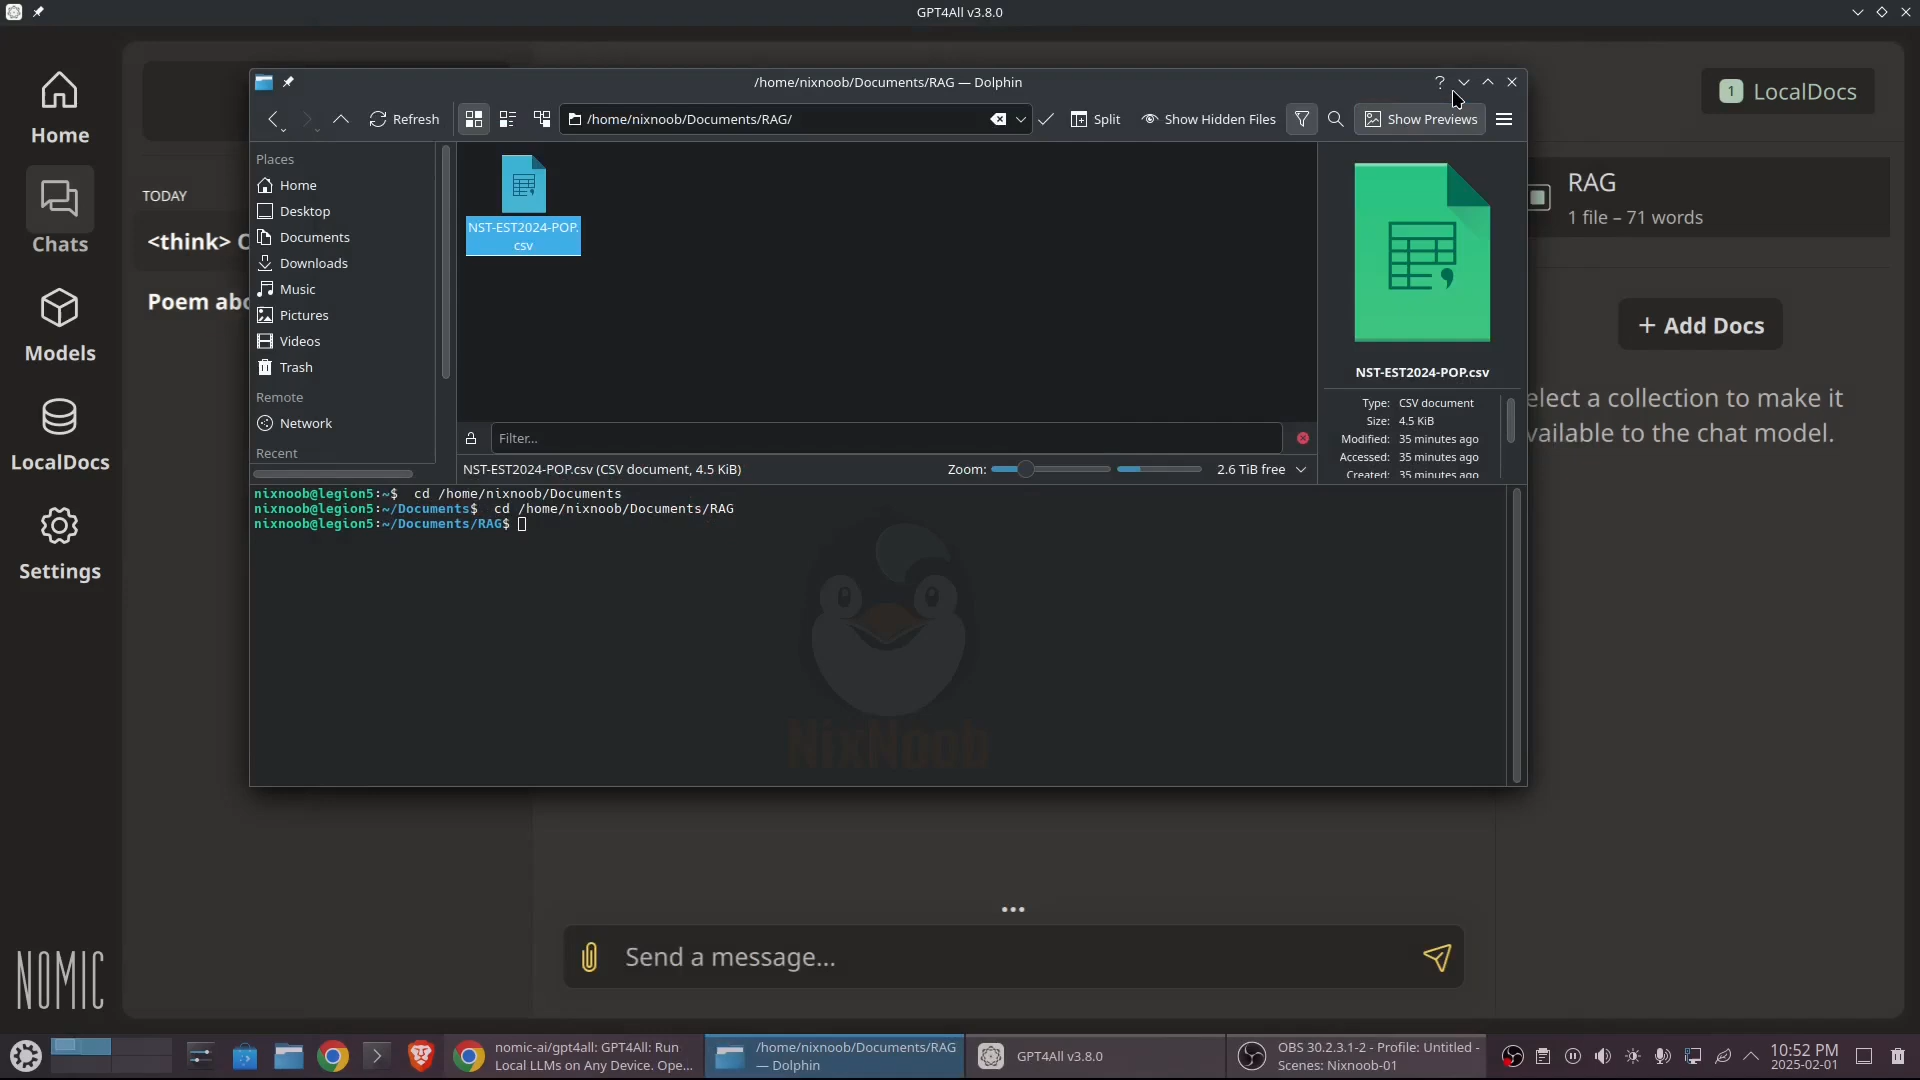 GPT4All v3.8.0
Home
Chats
Models
LocalDocs
Settings
NOMIC
TODAY
<think>
Poem
1 LocalDocs
RAG
1 file – 71 words
+ Add Docs
elect a collection to make it
vailable to the chat model.
/home/nixnoob/Documents/RAG — Dolphin
Refresh
/home/nixnoob/Documents/RAG/
Split
Show Hidden Files
Show Previews
Places
Home
Desktop
Documents
Downloads
Music
Pictures
Videos
Trash
Remote
Network
Recent
NST-EST2024-POP.
csv
NST-EST2024-POP.csv
Type: CSV document
Size: 4.5 KiB
Modified: 35 minutes ago
Accessed: 35 minutes ago
Created: 35 minutes ago
Filter...
NST-EST2024-POP.csv (CSV document, 4.5 KiB)
Zoom:
2.6 TiB free
nixnoob@legion5:~$ cd /home/nixnoob/Documents
nixnoob@legion5:~/Documents$ cd /home/nixnoob/Documents/RAG
nixnoob@legion5:~/Documents/RAG$
NixNoob
Send a message...
nomic-ai/gpt4all: GPT4All: Run
Local LLMs on Any Device. Ope...
/home/nixnoob/Documents/RAG
— Dolphin
GPT4All v3.8.0
OBS 30.2.3.1-2 - Profile: Untitled -
Scenes: Nixnoob-01
10:52 PM
2025-02-01